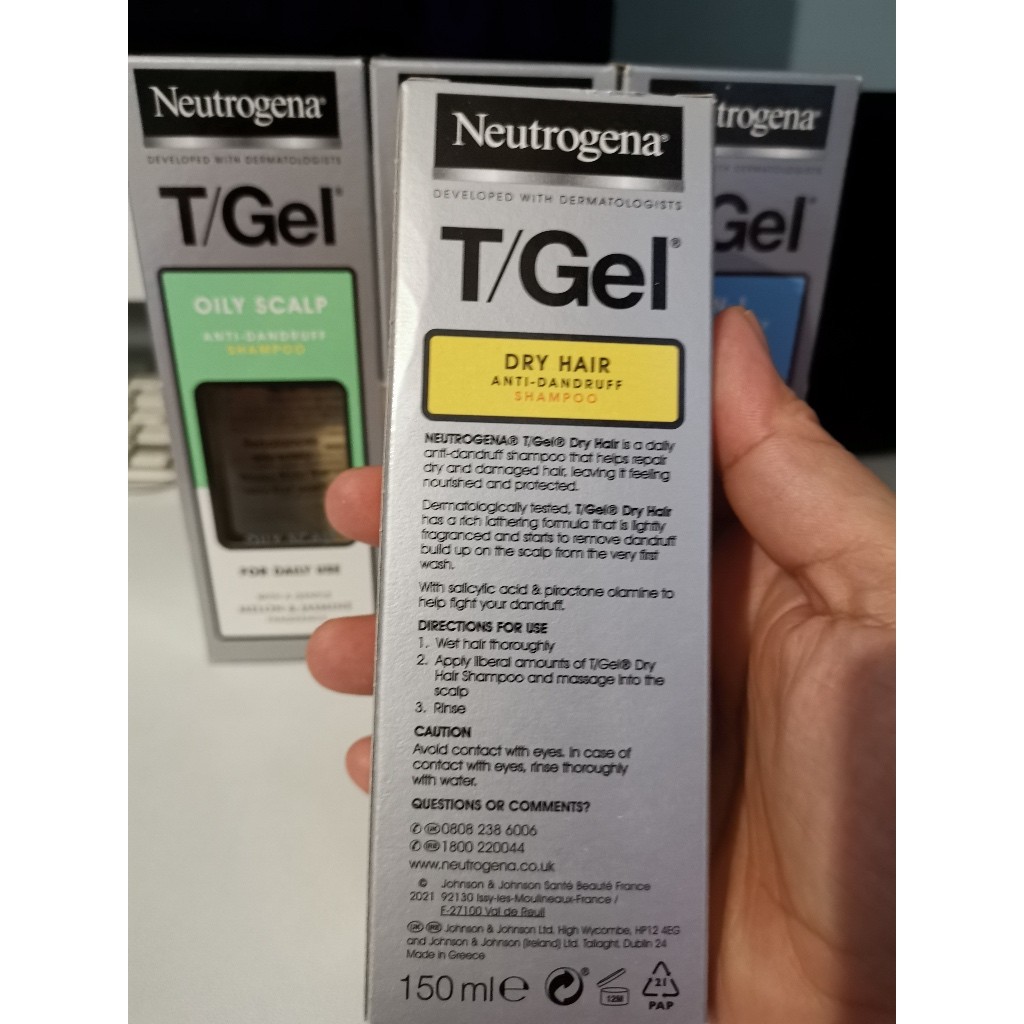 Neutrogena®
DEVELOPED WITH DERMATOLOGISTS
T/Gel®
OILY SCALP
ANTI-DANDRUFF
SHAMPOO
FOR DAILY USE
Neutrogena®
DEVELOPED WITH DERMATOLOGISTS
T/Gel®
DRY HAIR
ANTI-DANDRUFF
SHAMPOO
NEUTROGENA® T/Gel® Dry Hair is a daily
anti-dandruff shampoo that helps repair
dry and damaged hair, leaving it feeling
nourished and protected.
Dermatologically tested, T/Gel® Dry Hair
has a rich lathering formula that is lightly
fragranced and starts to remove dandruff
build up on the scalp from the very first
wash.
With salicylic acid & piroctone olamine to
help fight your dandruff.
DIRECTIONS FOR USE
1. Wet hair thoroughly
2. Apply liberal amounts of T/Gel® Dry
Hair Shampoo and massage into the
scalp
3. Rinse
CAUTION
Avoid contact with eyes. In case of
contact with eyes, rinse thoroughly
with water.
QUESTIONS OR COMMENTS?
UK 0808 238 6006
IRE 1800 220044
www.neutrogena.co.uk
© Johnson & Johnson Santé Beauté France
2021 92130 Issy-les-Moulineaux-France /
F-27100 Val de Reuil
UK IRE Johnson & Johnson Ltd, High Wycombe, HP12 4EG
and Johnson & Johnson (Ireland) Ltd. Tallaght, Dublin 24
Made in Greece
150 ml e
12M
21
PAP
trogena®
Gel®